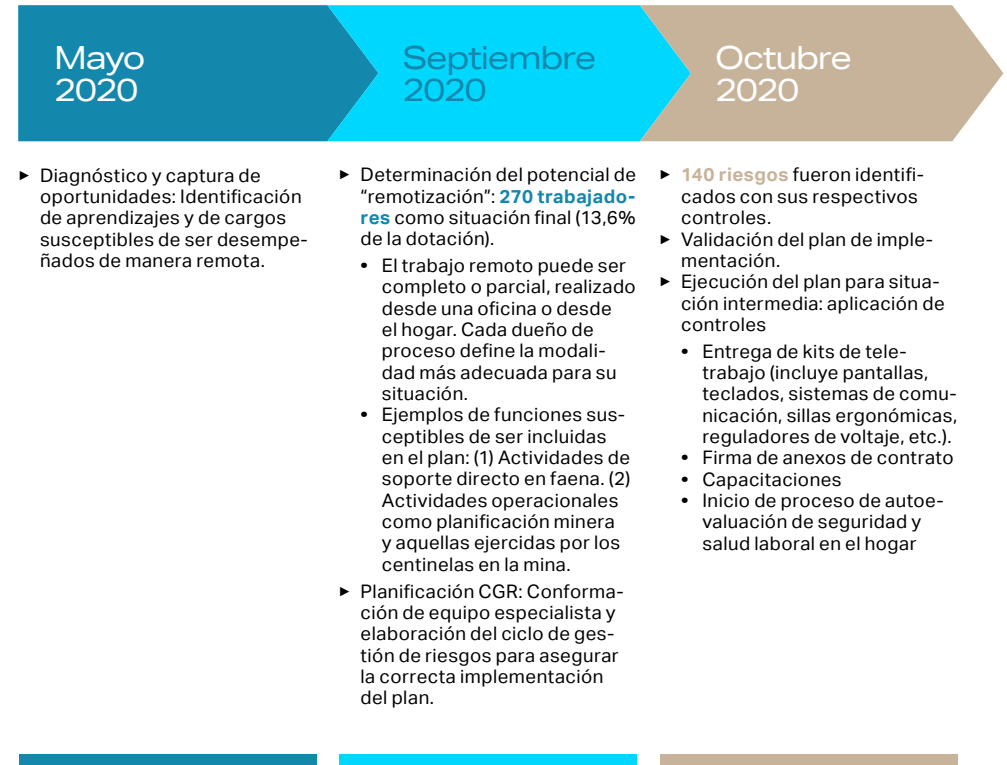 Mayo
2020
► Diagnóstico y captura de
oportunidades: Identificación
de aprendizajes y de cargos
susceptibles de ser desempe-
ñados de manera remota.
Septiembre
2020
► Determinación del potencial de
“remotización”: 270 trabajado-
res como situación final (13,6%
de la dotación).
• El trabajo remoto puede ser
completo o parcial, realizado
desde una oficina o desde
el hogar. Cada dueño de
proceso define la modali-
dad más adecuada para su
situación.
• Ejemplos de funciones sus-
ceptibles de ser incluidas
en el plan: (1) Actividades de
soporte directo en faena. (2)
Actividades operacionales
como planificación minera
y aquellas ejercidas por los
centinelas en la mina.
► Planificación CGR: Conforma-
ción de equipo especialista y
elaboración del ciclo de ges-
tión de riesgos para asegurar
la correcta implementación
del plan.
Octubre
2020
► 140 riesgos fueron identifi-
cados con sus respectivos
controles.
► Validación del plan de imple-
mentación.
► Ejecución del plan para situa-
ción intermedia: aplicación de
controles
• Entrega de kits de tele-
trabajo (incluye pantallas,
teclados, sistemas de comu-
nicación, sillas ergonómicas,
reguladores de voltaje, etc.).
• Firma de anexos de contrato
• Capacitaciones
• Inicio de proceso de autoe-
valuación de seguridad y
salud laboral en el hogar